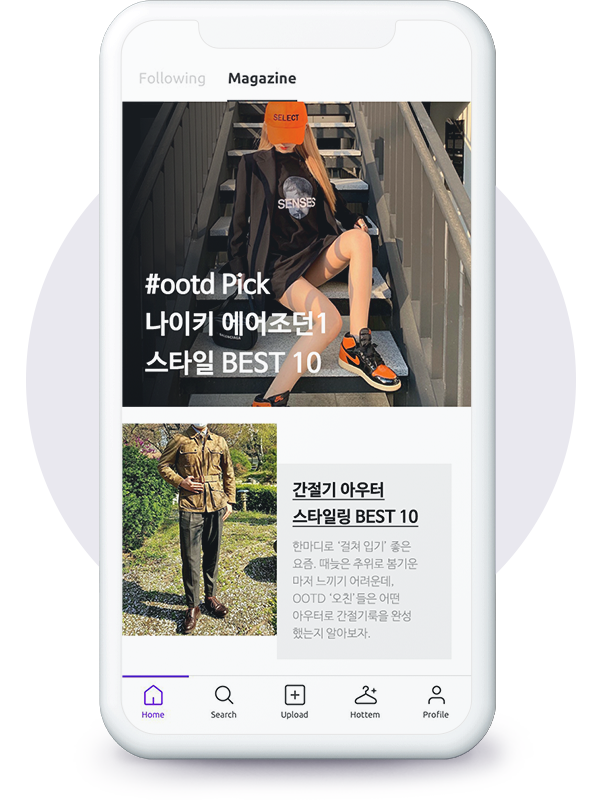 Following Magazine
SELECT
SENSES
#ootd Pick
나이키 에어조던1
스타일 BEST 10
BALENCIAGA
간절기 아우터
스타일링 BEST 10
한마디로 '걸쳐 입기' 좋은
요즘. 때늦은 추위로 봄기운
마저 느끼기 어려운데,
OOTD '오친'들은 어떤
아우터로 간절기룩을 완성
했는지 알아보자.
Home Search Upload Hottem Profile